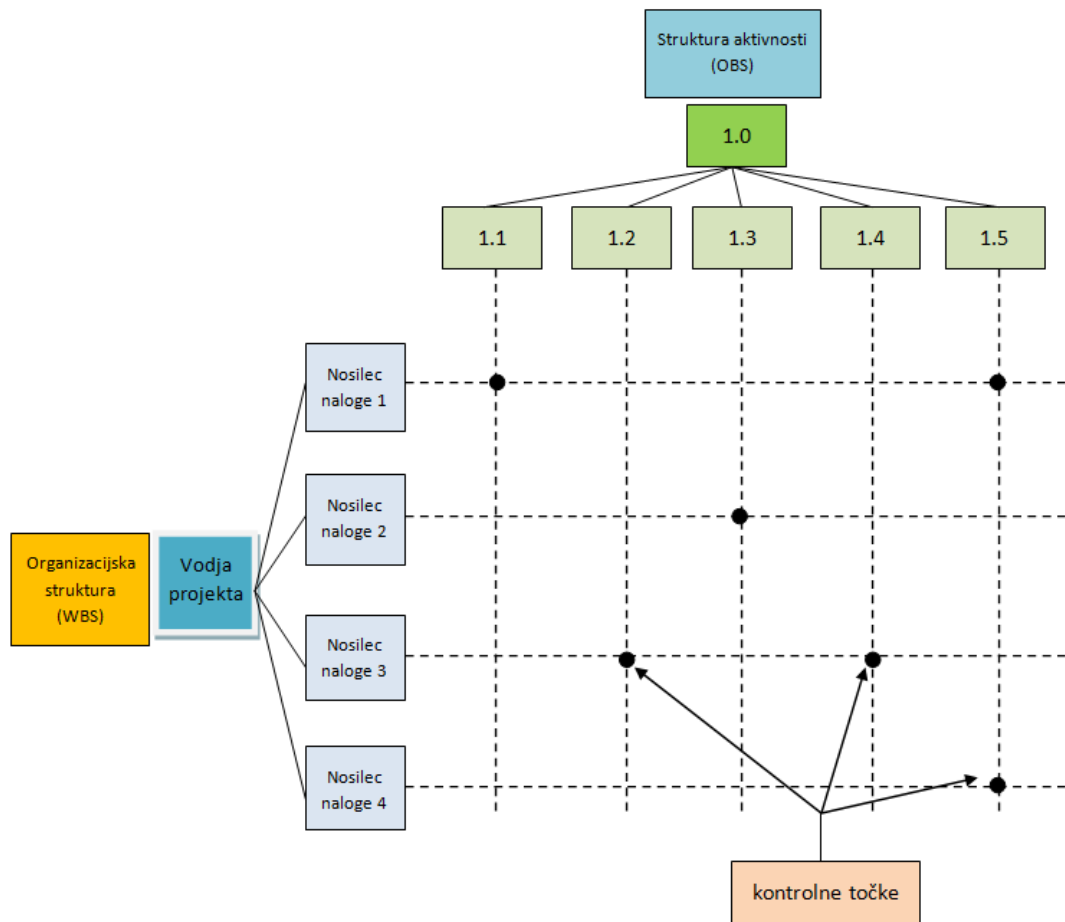 Struktura aktivnosti
(OBS)
1.0
1.1
1.2
1.3
1.4
1.5
Nosilec
naloge 1
Nosilec
naloge 2
Organizacijska
struktura
(WBS)
Vodja
projekta
Nosilec
naloge 3
Nosilec
naloge 4
kontrolne točke